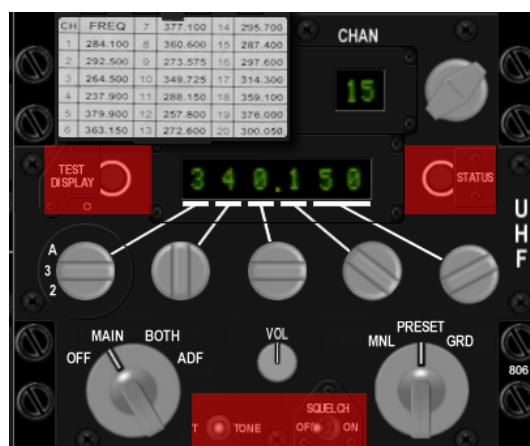 CH FREQ 7 377.100 14 295.700
1 284.100 8 360.600 15 287.400
2 292.500 9 273.575 16 297.600
3 264.500 10 349.725 17 314.300
4 237.900 11 288.150 18 359.100
5 379.900 12 257.800 19 376.000
6 363.150 13 272.600 20 300.050
CHAN
15
TEST
DISPLAY
340.150
STATUS
UHF
A
3
2
MAIN BOTH
OFF ADF
VOL
PRESET
MNL GRD
806
SQUELCH
T TONE OFF ON